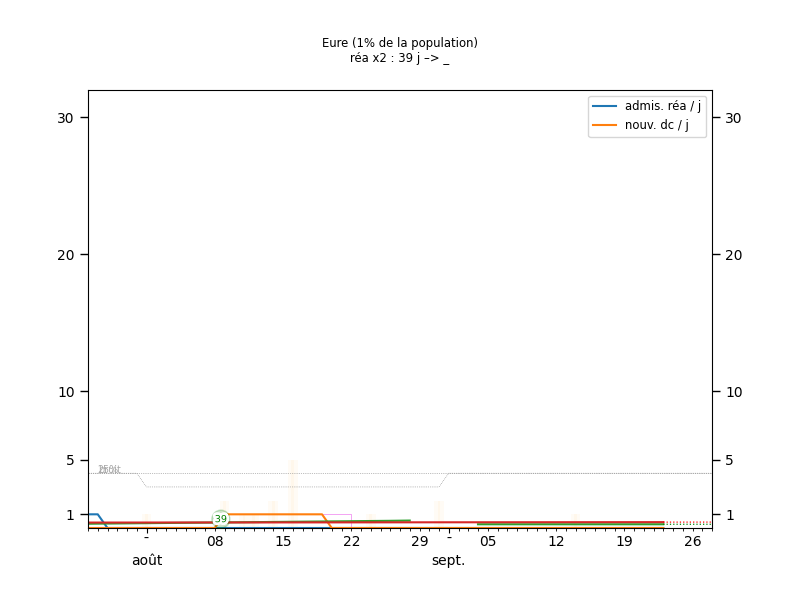 Eure (1% de la population)
réa x2 : 39 j –> _
admis. réa / j
nouv. dc / j
30 30
20 20
10 10
5 5
1 1
39
- 08 15 22 29 - 05 12 19 26
août sept.